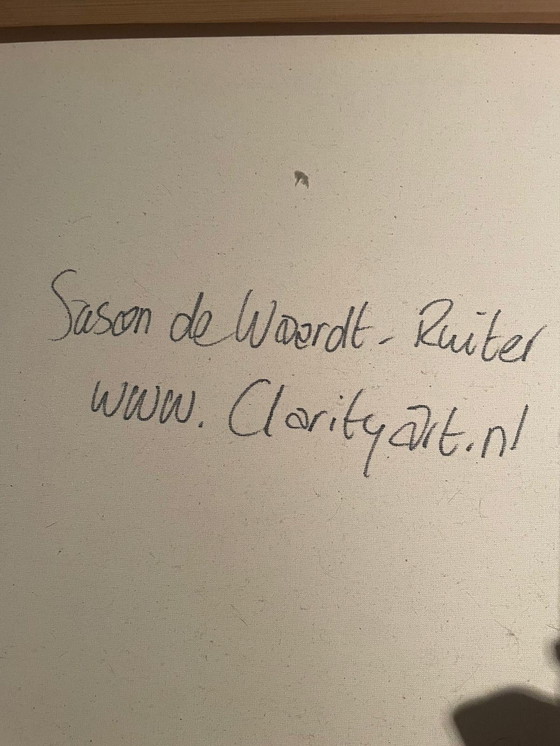 Sason de Waardt - Ruiter
www. Clarityart.nl